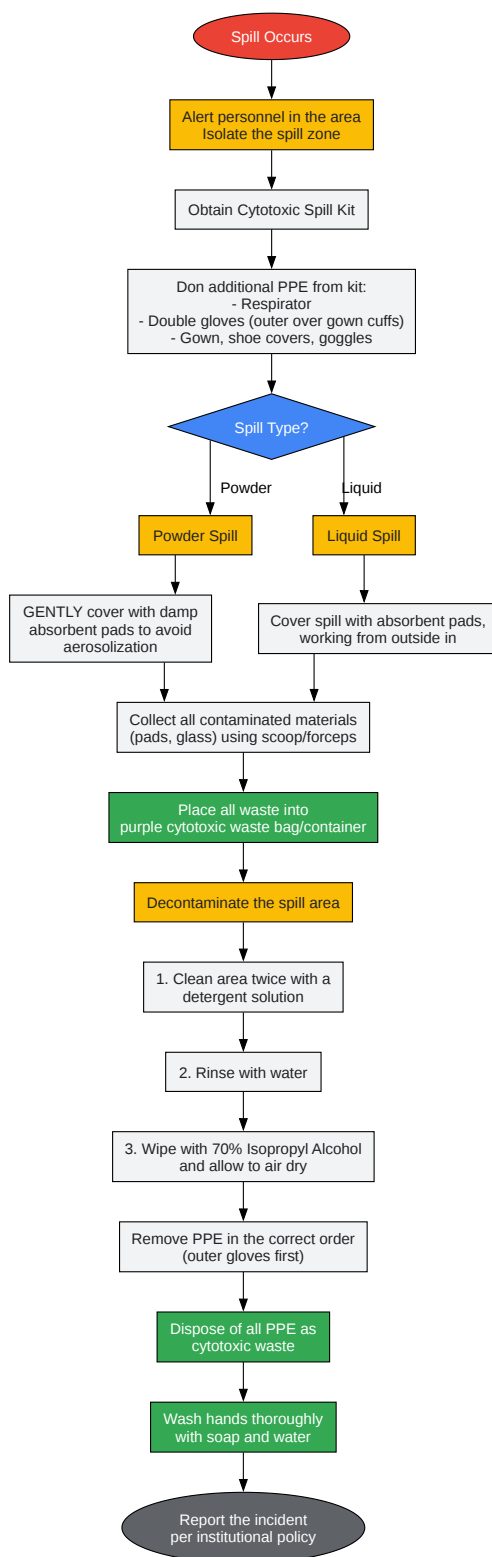 Spill Occurs
Alert personnel in the area
Isolate the spill zone
Obtain Cytotoxic Spill Kit
Don additional PPE from kit:
- Respirator
- Double gloves (outer over gown cuffs)
- Gown, shoe covers, goggles
Spill Type?
Powder
Liquid
Powder Spill
Liquid Spill
GENTLY cover with damp
absorbent pads to avoid
aerosolization
Cover spill with absorbent pads,
working from outside in
Collect all contaminated materials
(pads, glass) using scoop/forceps
Place all waste into
purple cytotoxic waste bag/container
Decontaminate the spill area
1. Clean area twice with a
detergent solution
2. Rinse with water
3. Wipe with 70% Isopropyl Alcohol
and allow to air dry
Remove PPE in the correct order
(outer gloves first)
Dispose of all PPE as
cytotoxic waste
Wash hands thoroughly
with soap and water
Report the incident
per institutional policy